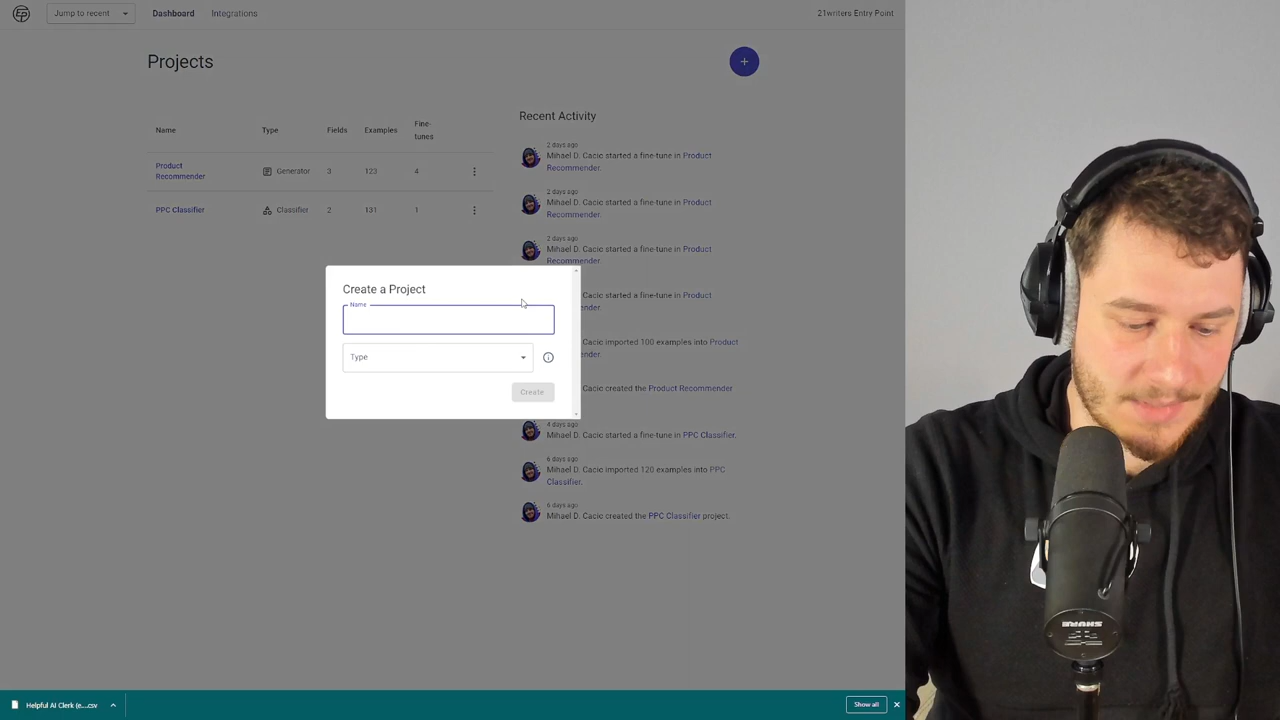 EP
Jump to recent
Dashboard
Integrations
21writers Entry Point
Projects
+
Name
Type
Fields
Examples
Fine-
tunes
Product
Recommender
Generator
3
123
4
PPC Classifier
Classifier
2
131
1
Recent Activity
2 days ago
Mihael D. Cacic started a fine-tune in Product
Recommender.
2 days ago
Mihael D. Cacic started a fine-tune in Product
Recommender.
2 days ago
Mihael D. Cacic started a fine-tune in Product
Recommender.
Cacic started a fine-tune in Product
nder.
Cacic imported 100 examples into Product
nder.
Cacic created the Product Recommender
4 days ago
Mihael D. Cacic started a fine-tune in PPC Classifier.
6 days ago
Mihael D. Cacic imported 120 examples into PPC
Classifier.
6 days ago
Mihael D. Cacic created the PPC Classifier project.
Create a Project
Name
Type
Create
Helpful AI Clerk (e....csv
Show all
SHURE